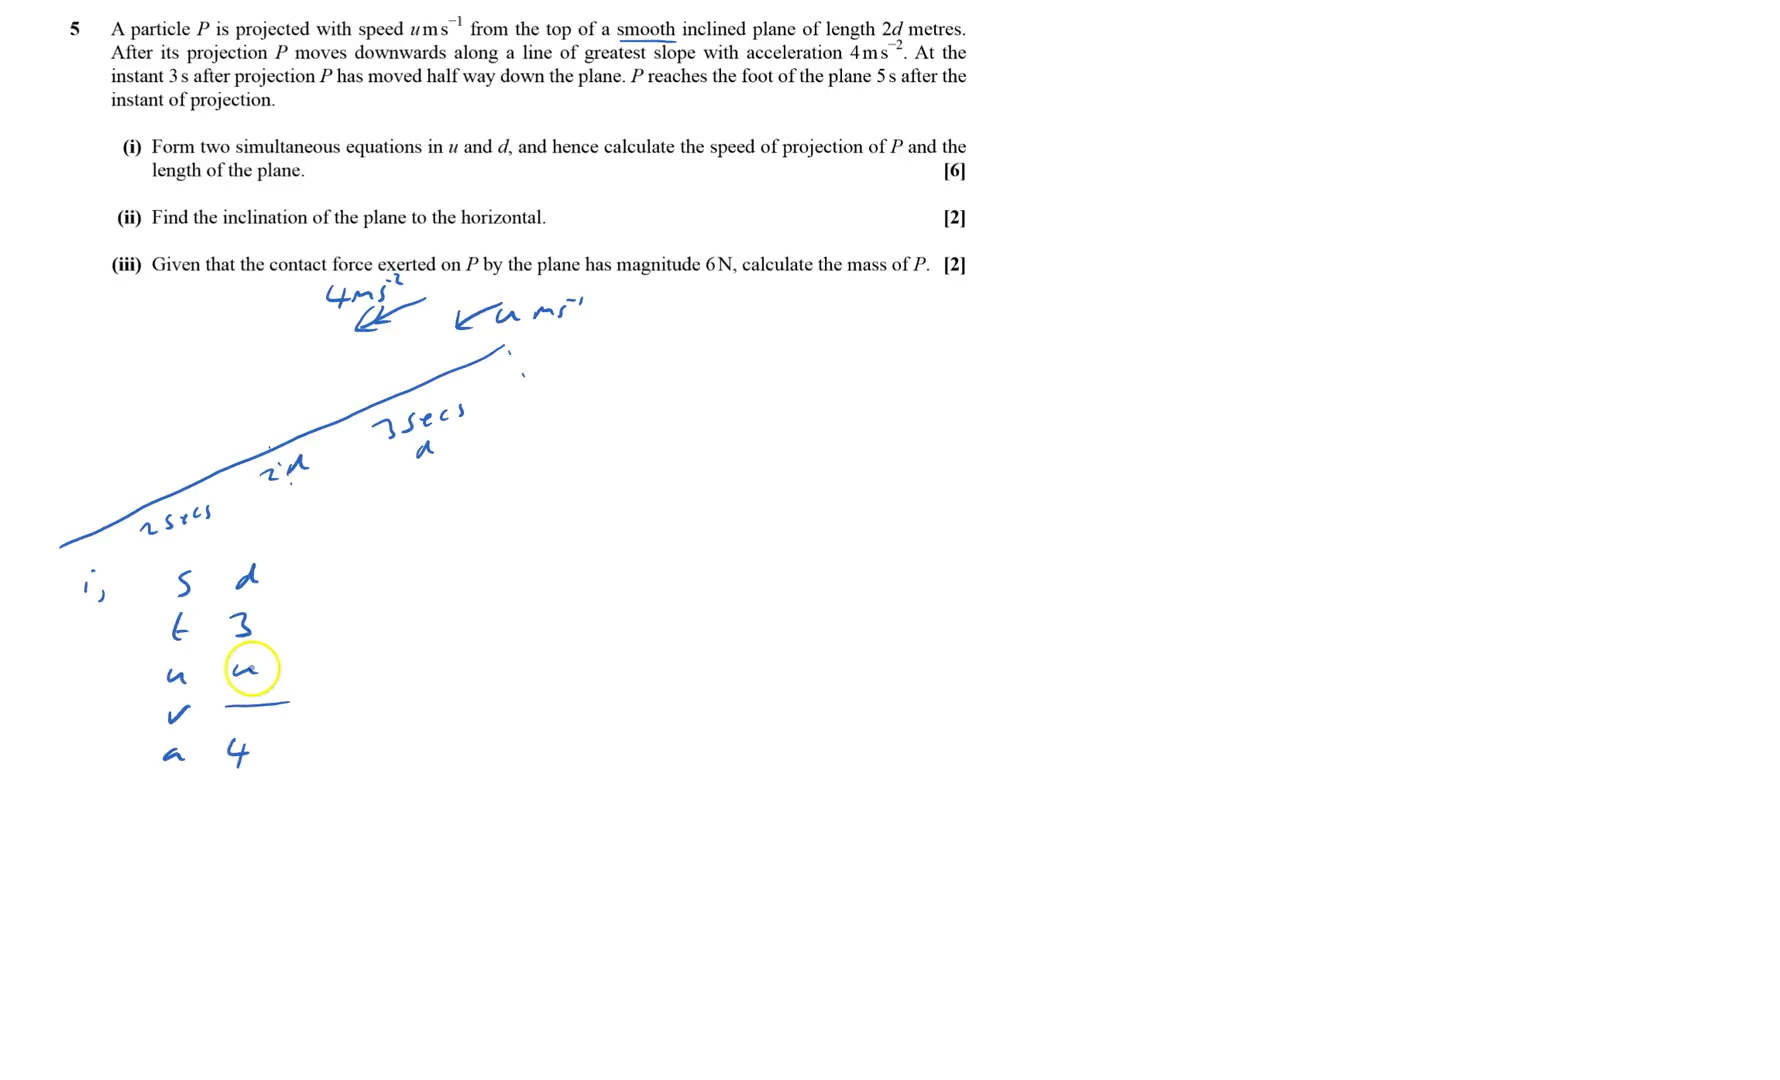 5 A particle P is projected with speed u m s⁻¹ from the top of a smooth inclined plane of length 2d metres.
After its projection P moves downwards along a line of greatest slope with acceleration 4 m s⁻². At the
instant 3 s after projection P has moved half way down the plane. P reaches the foot of the plane 5 s after the
instant of projection.
(i) Form two simultaneous equations in u and d, and hence calculate the speed of projection of P and the
length of the plane. [6]
(ii) Find the inclination of the plane to the horizontal. [2]
(iii) Given that the contact force exerted on P by the plane has magnitude 6 N, calculate the mass of P. [2]
4ms⁻²
u ms⁻¹
3 secs
d
2d
2 secs
i, s d
t 3
u u
v —
a 4